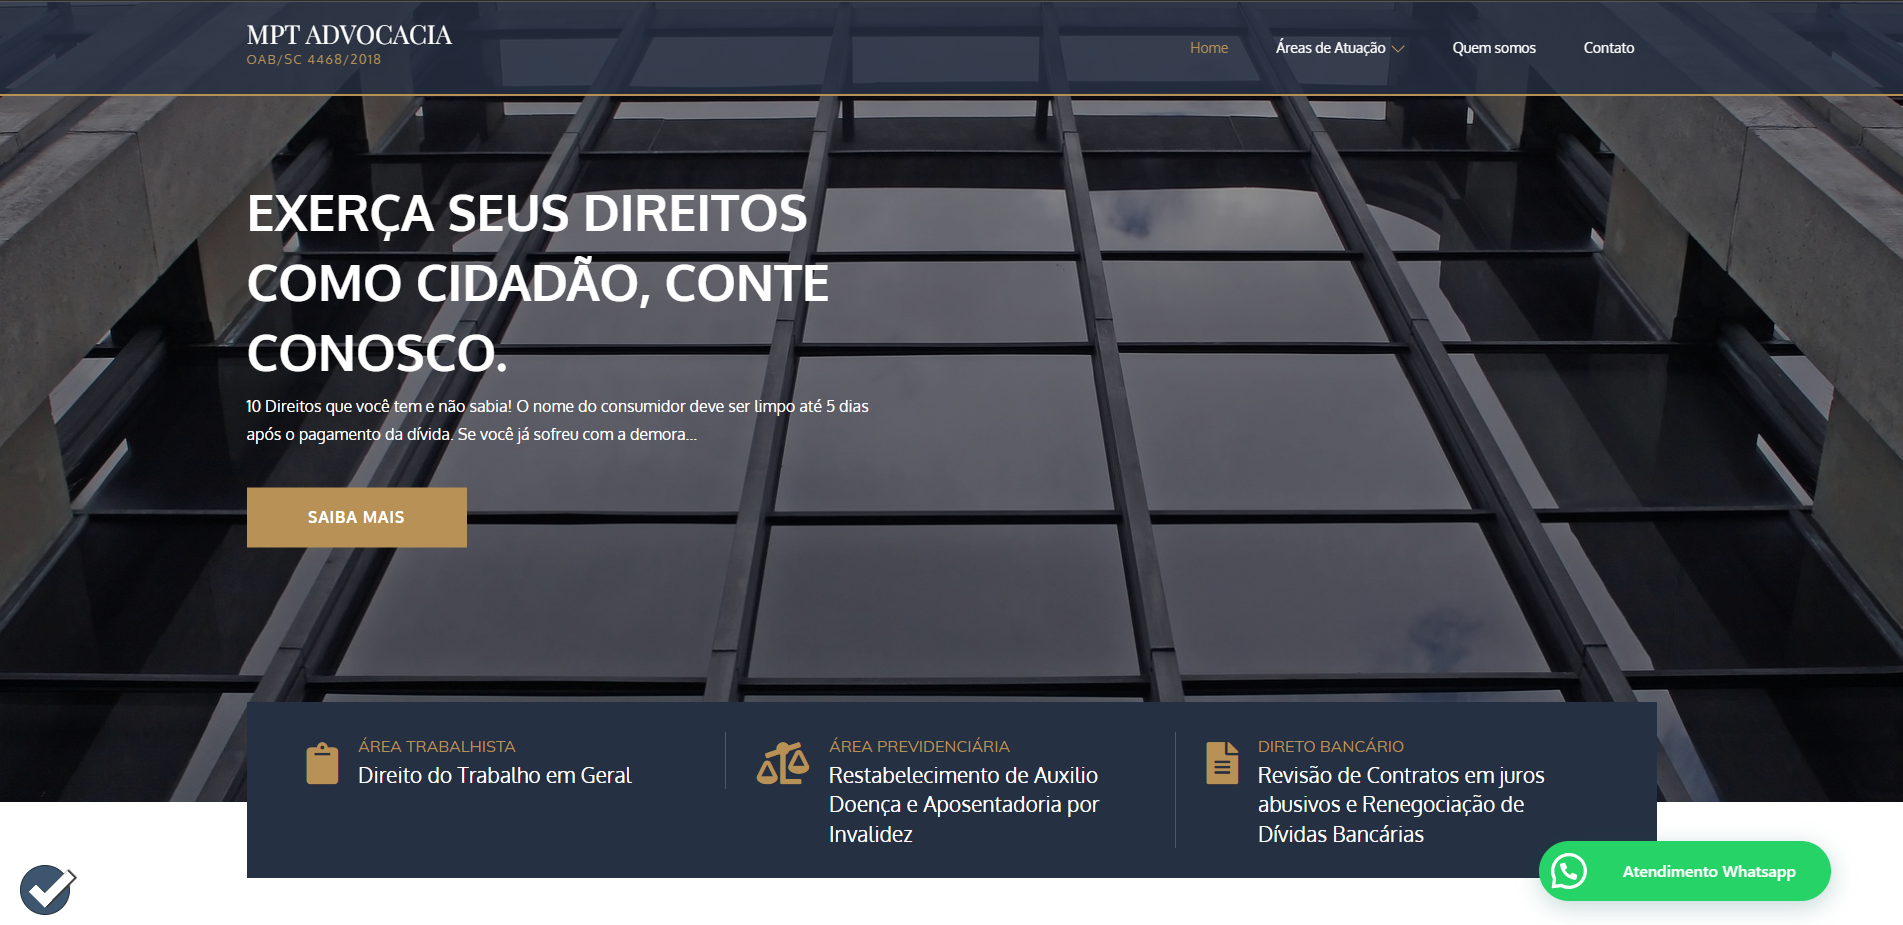 MPT ADVOCACIA
OAB/SC 4468/2018
Home
Áreas de Atuação
Quem somos
Contato
EXERÇA SEUS DIREITOS
COMO CIDADÃO, CONTE
CONOSCO.
10 Direitos que você tem e não sabia! O nome do consumidor deve ser limpo até 5 dias
após o pagamento da dívida. Se você já sofreu com a demora...
SAIBA MAIS
ÁREA TRABALHISTA
Direito do Trabalho em Geral
ÁREA PREVIDENCIÁRIA
Restabelecimento de Auxilio
Doença e Aposentadoria por
Invalidez
DIRETO BANCÁRIO
Revisão de Contratos em juros
abusivos e Renegociação de
Dívidas Bancárias
Atendimento Whatsapp